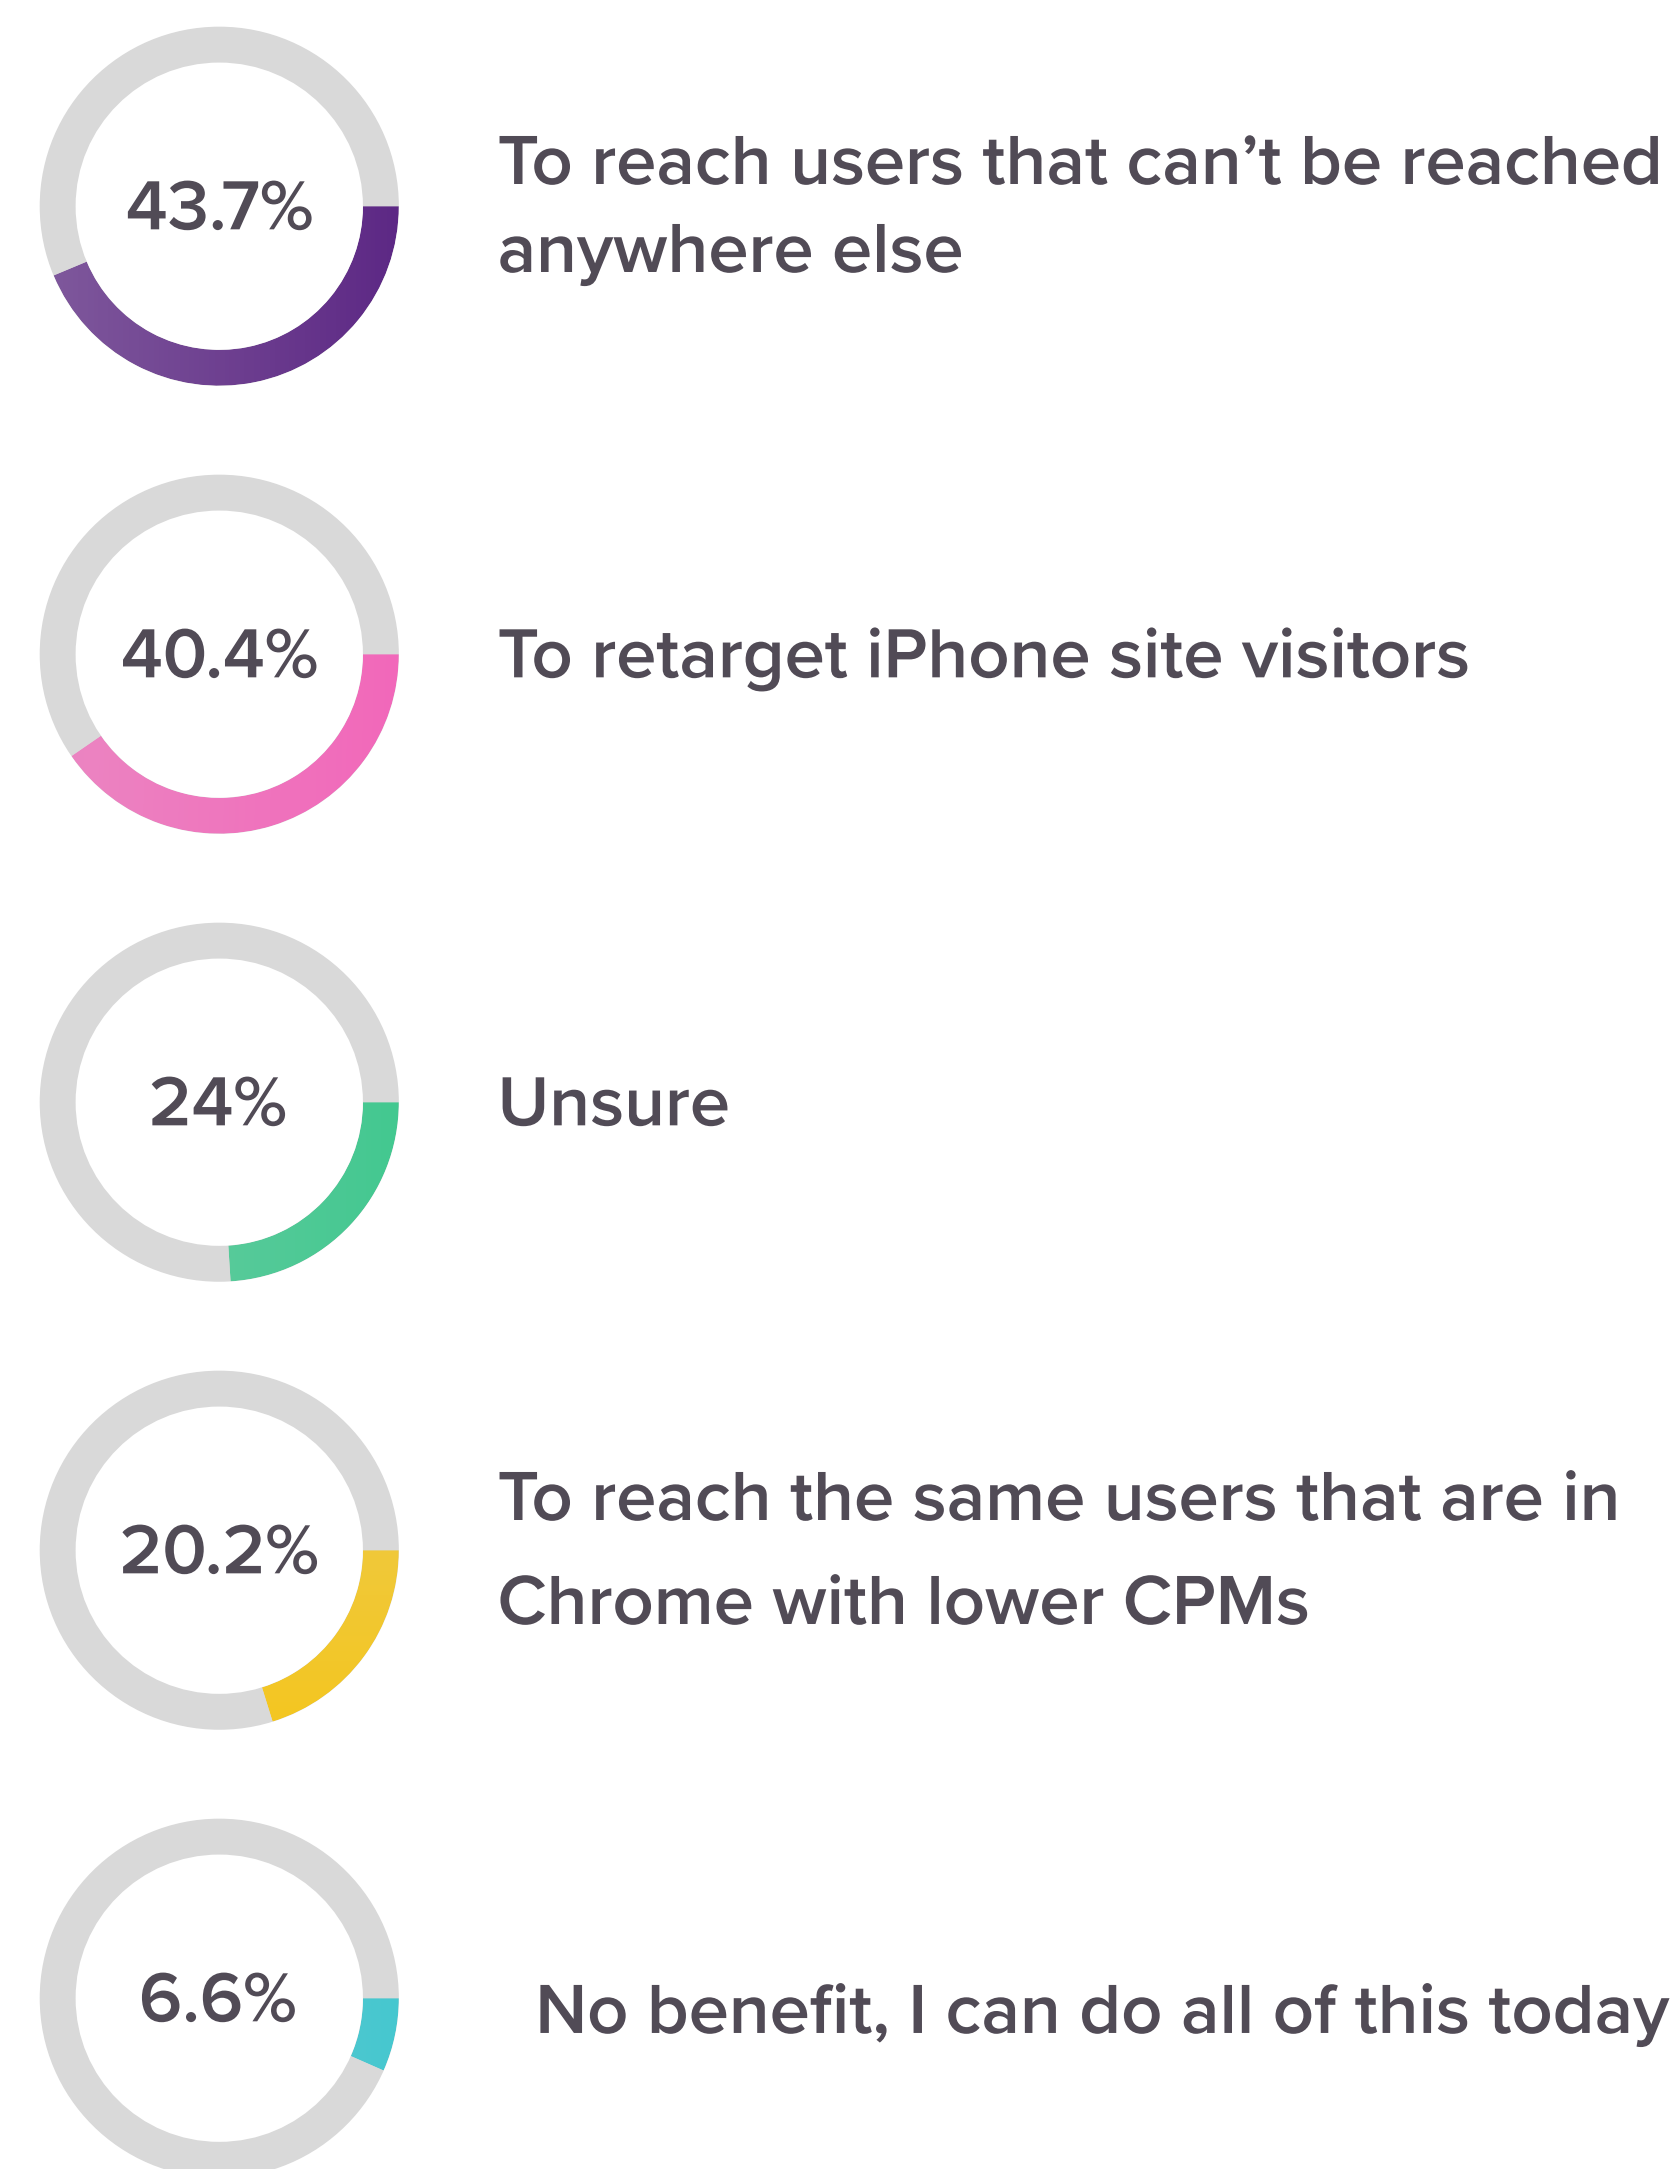 43.7%
To reach users that can’t be reached
anywhere else
40.4%
To retarget iPhone site visitors
24%
Unsure
20.2%
To reach the same users that are in
Chrome with lower CPMs
6.6%
No benefit, I can do all of this today